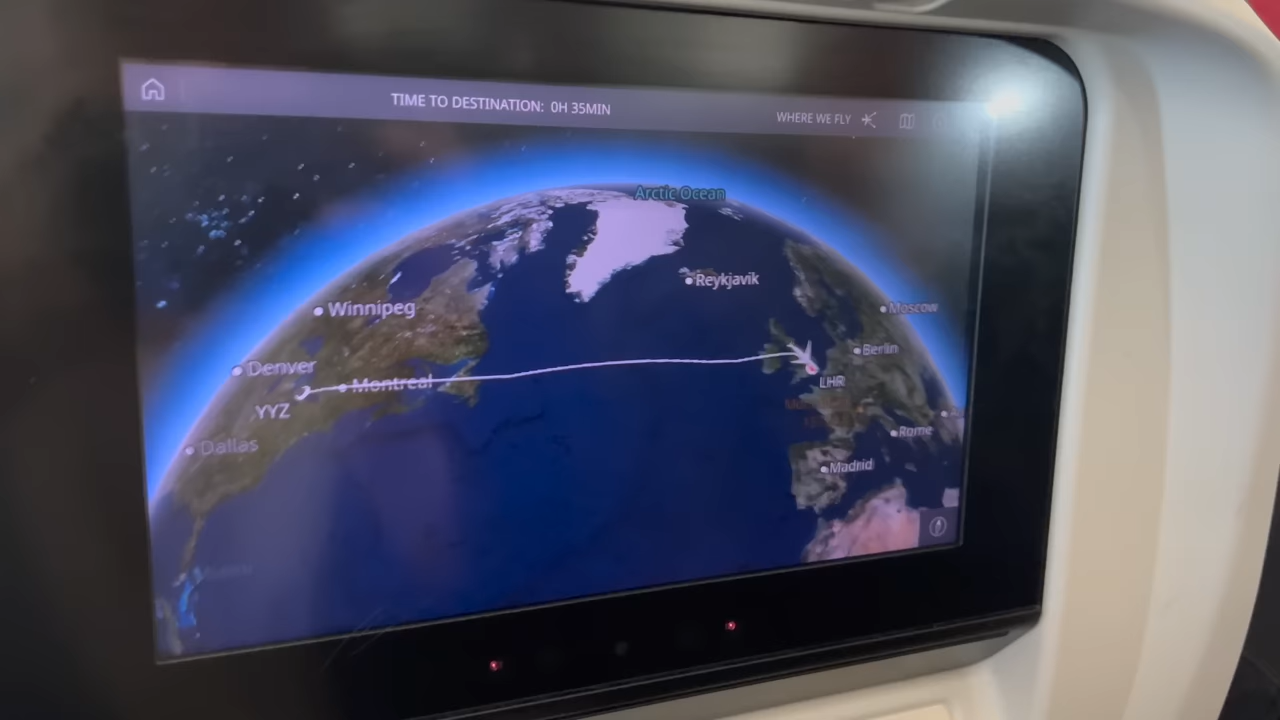 TIME TO DESTINATION: 0H 35MIN
WHERE WE FLY
Arctic Ocean
Reykjavik
Winnipeg
Moscow
Berlin
Denver
Montreal
LHR
YYZ
Rome
Dallas
Madrid